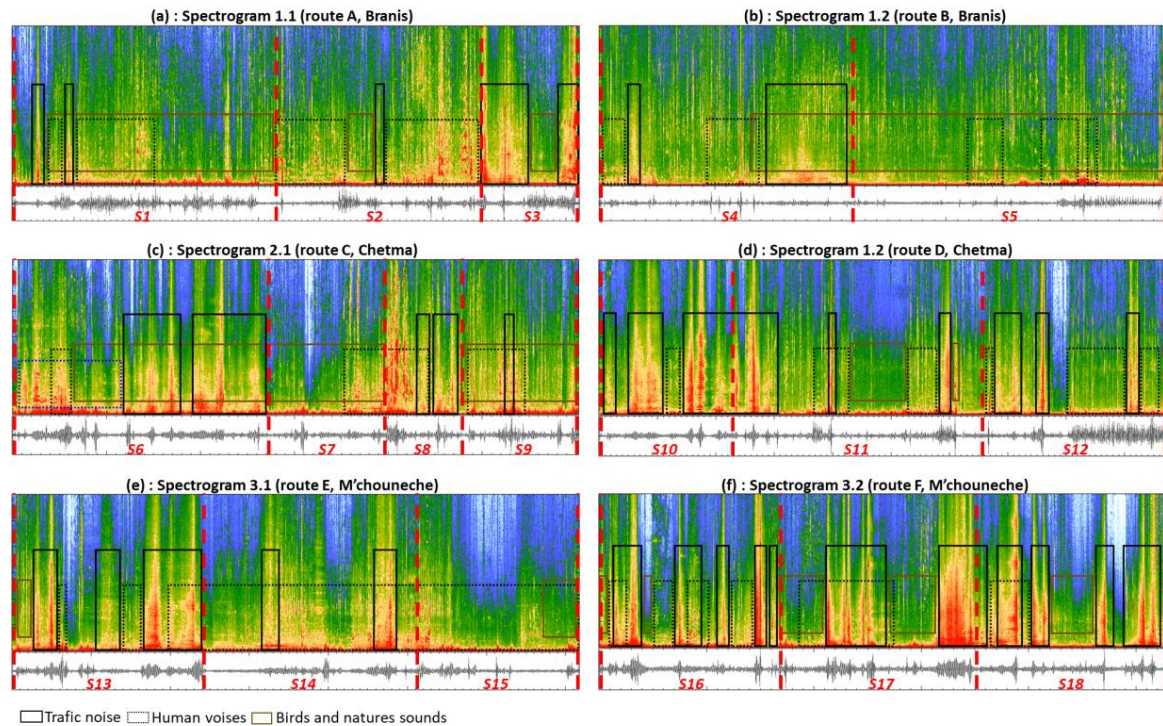 (a) : Spectrogram 1.1 (route A, Branis)
(b) : Spectrogram 1.2 (route B, Branis)
S1 S2 S3
S4 S5
(c) : Spectrogram 2.1 (route C, Chetma)
(d) : Spectrogram 1.2 (route D, Chetma)
S6 S7 S8 S9
S10 S11 S12
(e) : Spectrogram 3.1 (route E, M'chouneche)
(f) : Spectrogram 3.2 (route F, M'chouneche)
S13 S14 S15
S16 S17 S18
Trafic noise Human voises Birds and natures sounds